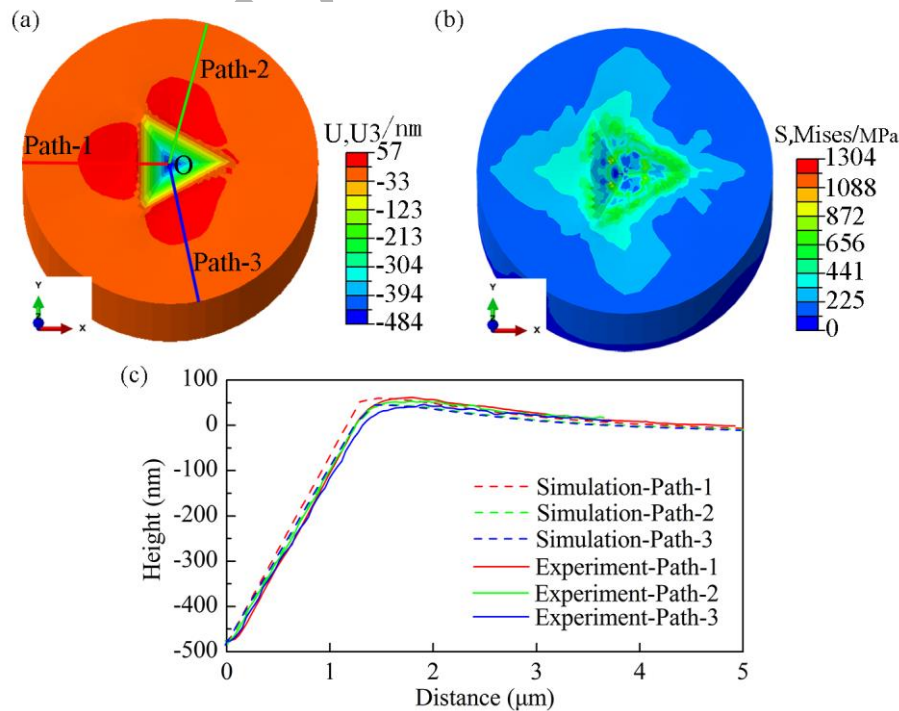 (a)
Path-2
Path-1
O
Path-3
U,U3/nm
57
-33
-123
-213
-304
-394
-484
Y
Z
X
(b)
S,Mises/MPa
1304
1088
872
656
441
225
0
Y
Z
X
(c)
100
0
-100
-200
-300
-400
-500
Height (nm)
Simulation-Path-1
Simulation-Path-2
Simulation-Path-3
Experiment-Path-1
Experiment-Path-2
Experiment-Path-3
0 1 2 3 4 5
Distance (μm)